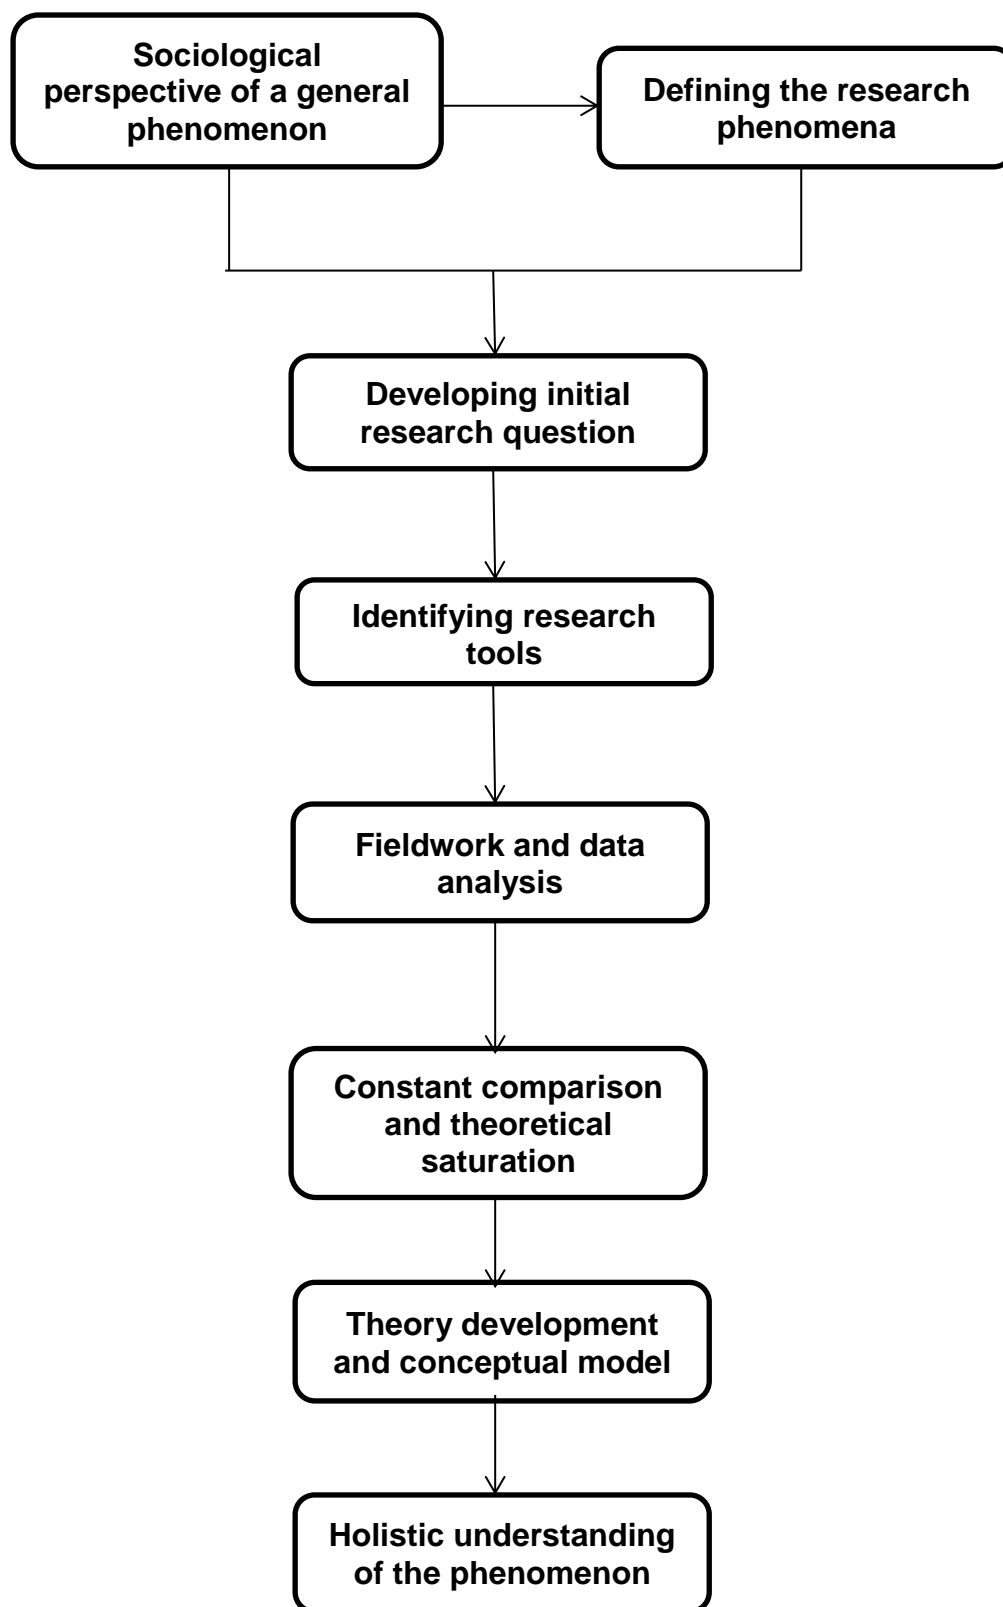 Sociological
perspective of a general
phenomenon
Defining the research
phenomena
Developing initial
research question
Identifying research
tools
Fieldwork and data
analysis
Constant comparison
and theoretical
saturation
Theory development
and conceptual model
Holistic understanding
of the phenomenon